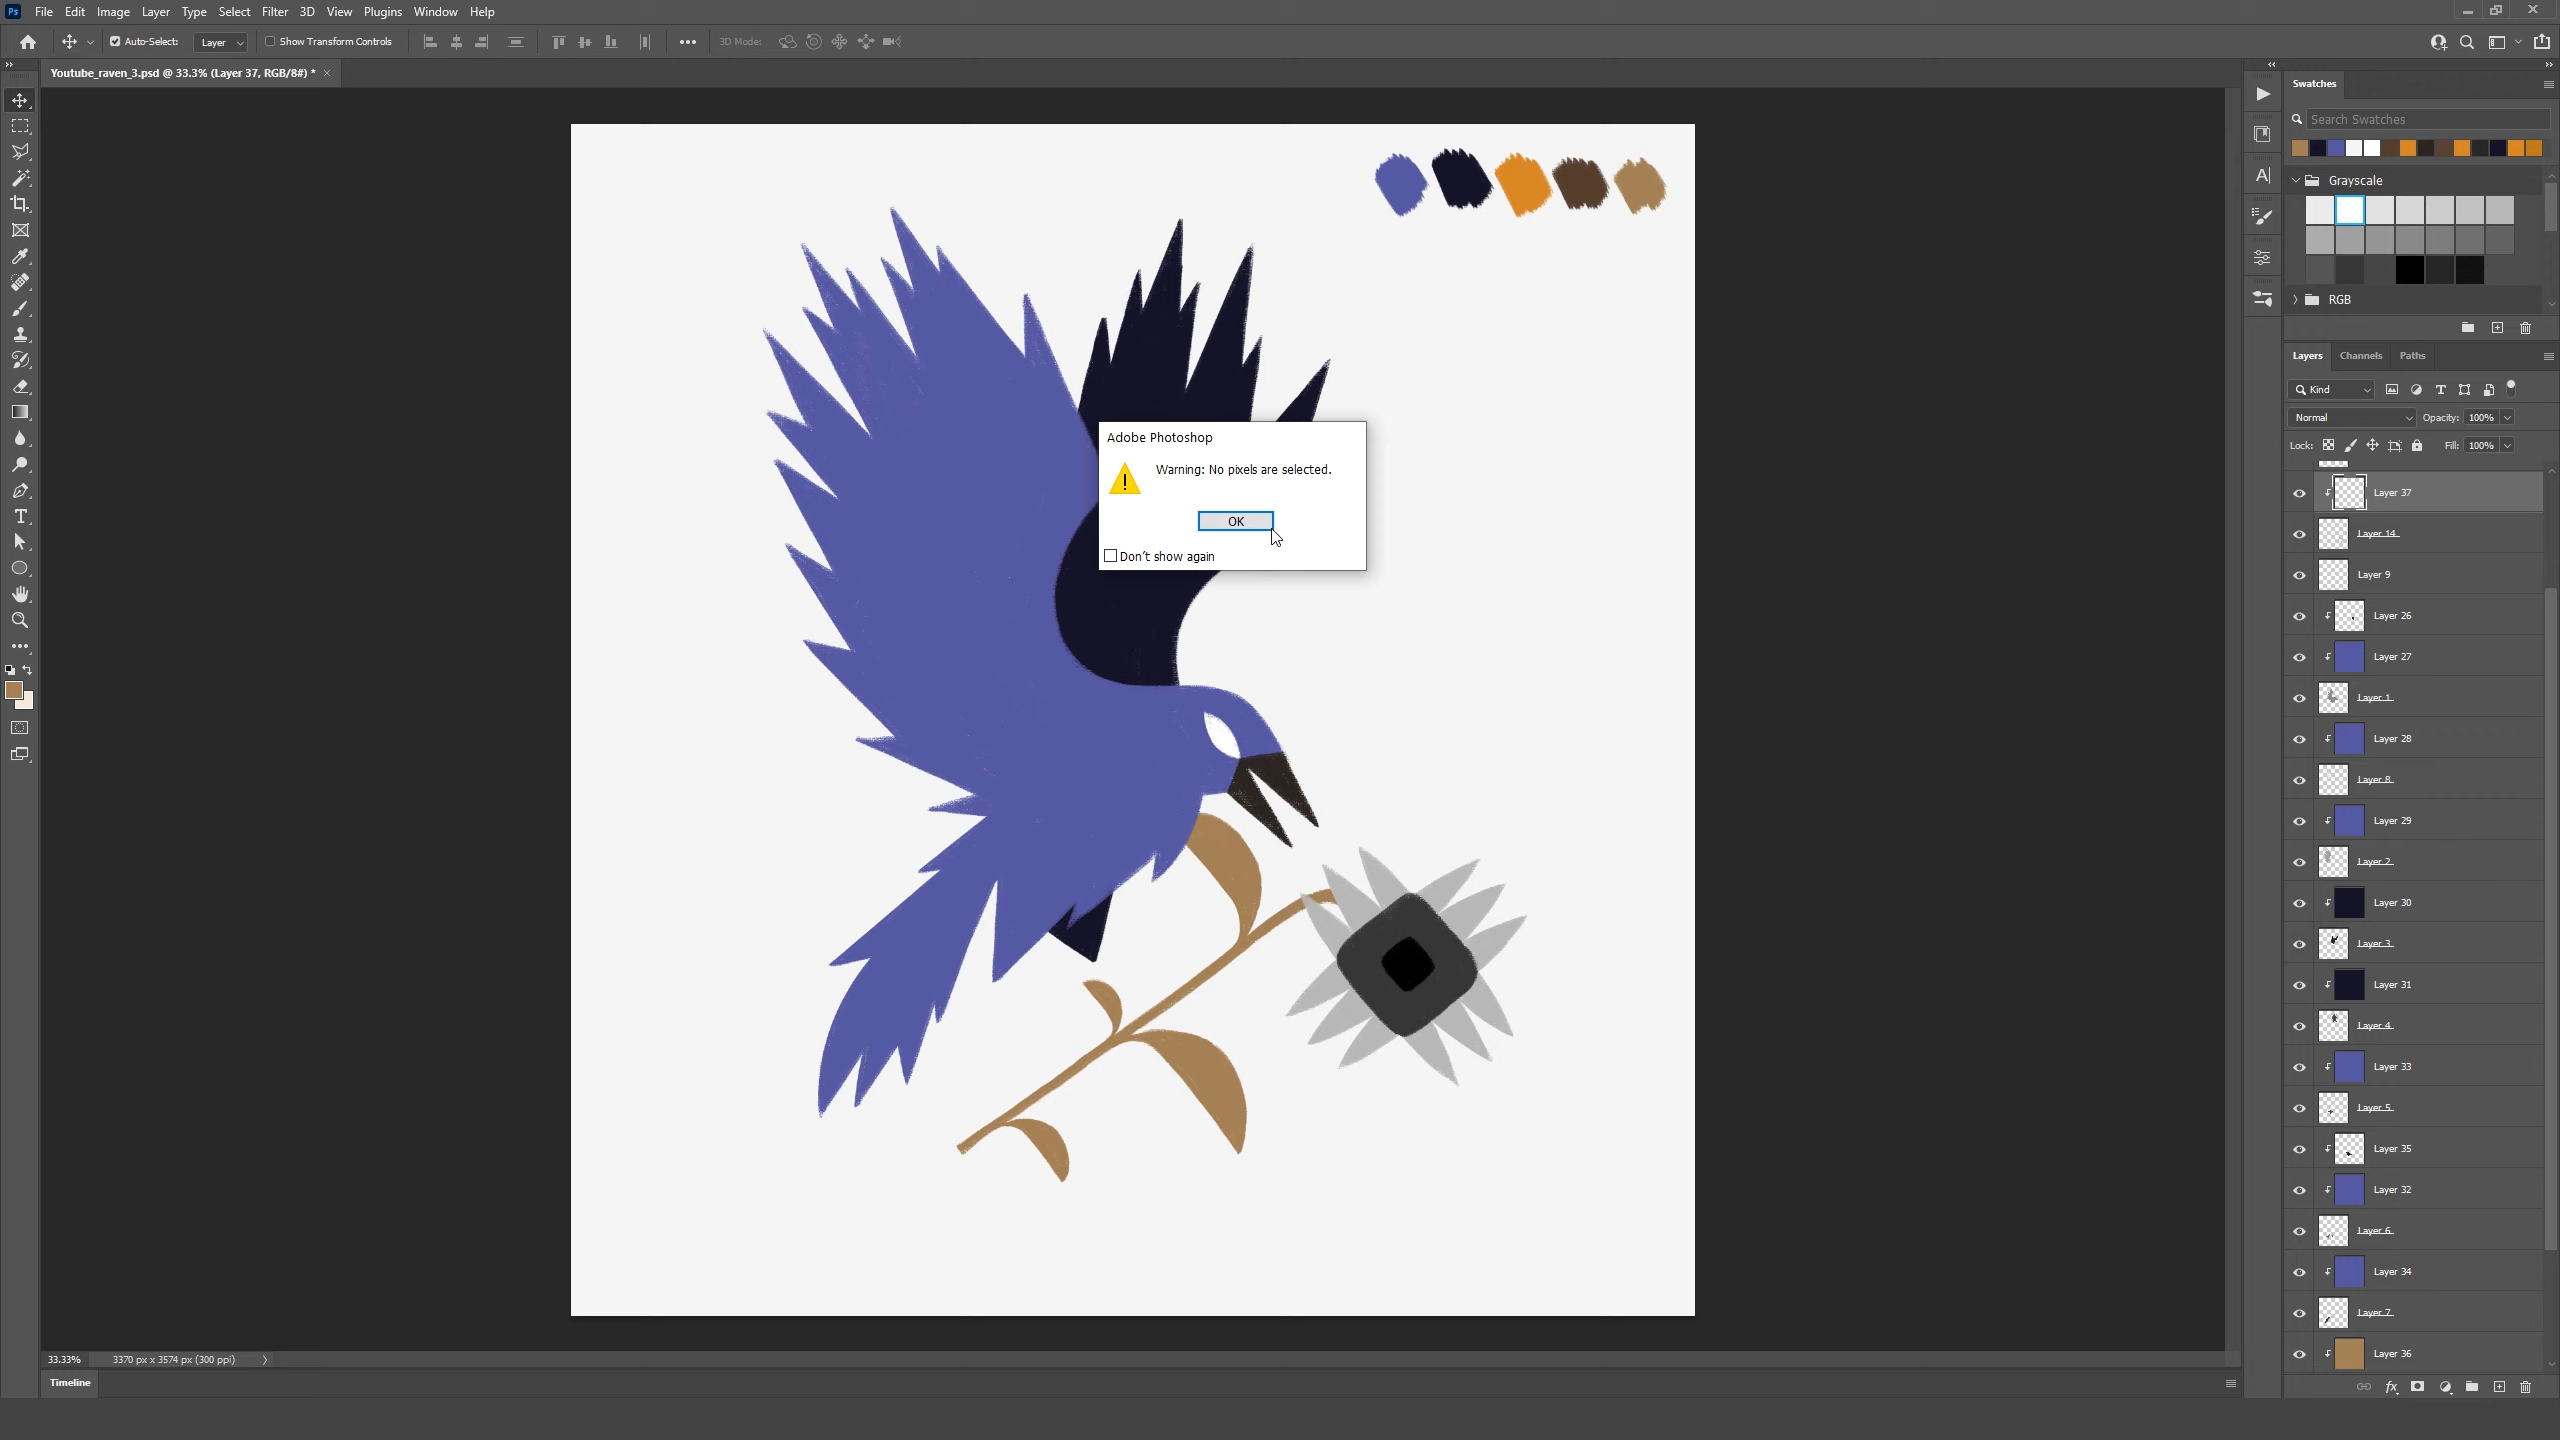 Ps File Edit Image Layer Type Select Filter 3D View Plugins Window Help
Auto-Select: Layer Show Transform Controls 3D Mode:
Youtube_raven_3.psd @ 33.3% (Layer 37, RGB/8#) *
Swatches
Search Swatches
Grayscale
RGB
Layers Channels Paths
Kind
Normal Opacity: 100%
Lock: Fill: 100%
Adobe Photoshop
Warning: No pixels are selected.
OK
Don't show again
Layer 37
Layer 14
Layer 9
Layer 26
Layer 27
Layer 1
Layer 28
Layer 8
Layer 29
Layer 2
Layer 30
Layer 3
Layer 31
Layer 4
Layer 33
Layer 5
Layer 35
Layer 32
Layer 6
Layer 34
Layer 7
Layer 36
33.33% 3370 px x 3574 px (300 ppi)
Timeline